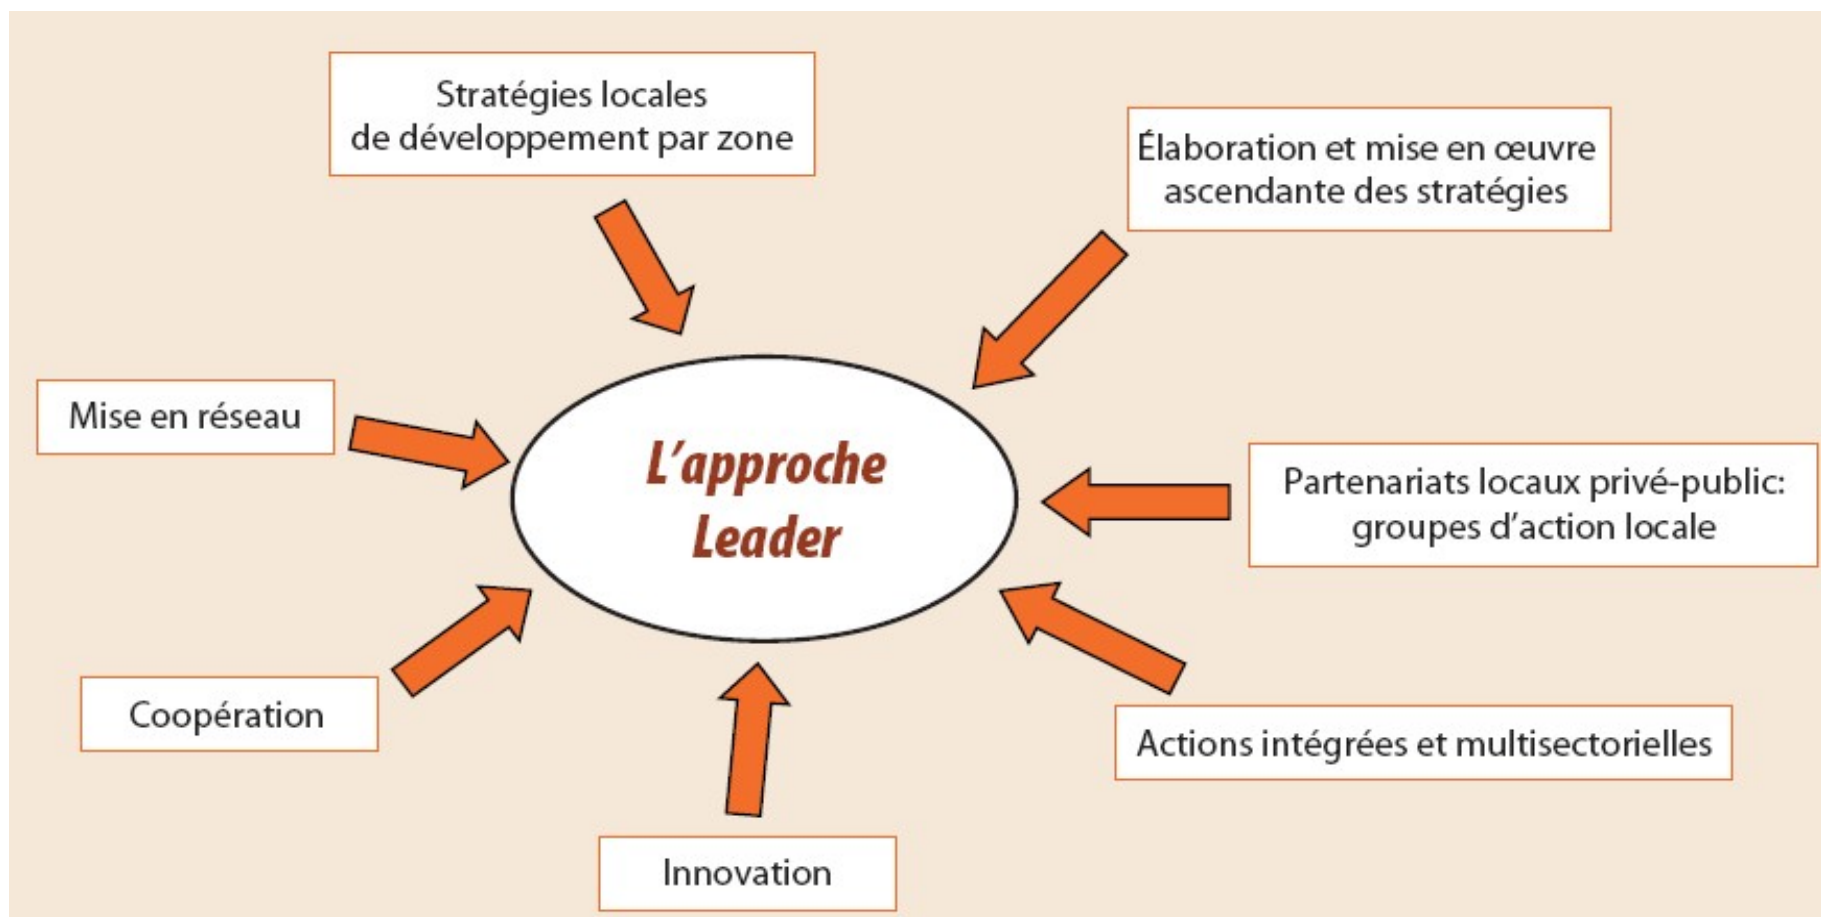 Stratégies locales
de développement par zone
Élaboration et mise en œuvre
ascendante des stratégies
Mise en réseau
L’approche
Leader
Partenariats locaux privé-public:
groupes d’action locale
Coopération
Actions intégrées et multisectorielles
Innovation